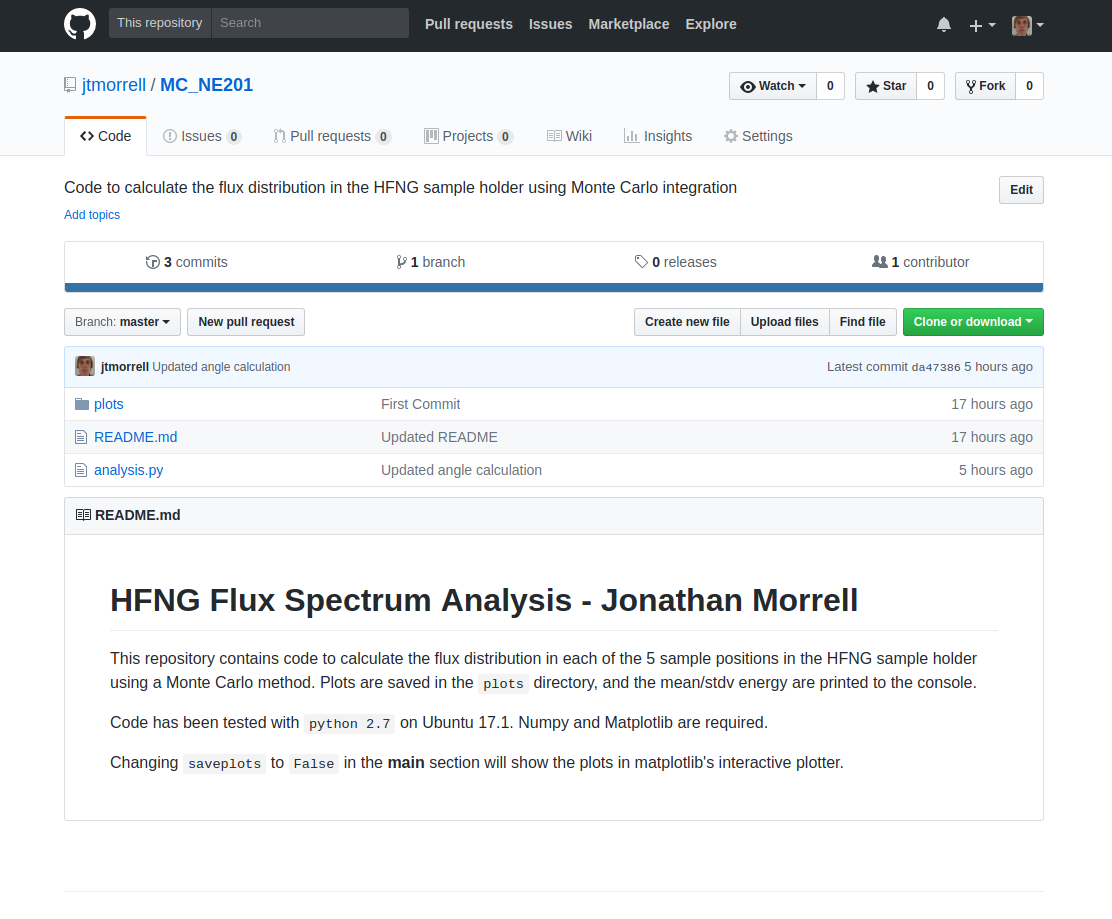 This repository Search Pull requests Issues Marketplace Explore
jtmorrell / MC_NE201 Watch 0 Star 0 Fork 0
Code Issues 0 Pull requests 0 Projects 0 Wiki Insights Settings
Code to calculate the flux distribution in the HFNG sample holder using Monte Carlo integration Edit
Add topics
3 commits 1 branch 0 releases 1 contributor
Branch: master New pull request Create new file Upload files Find file Clone or download
jtmorrell Updated angle calculation Latest commit da47386 5 hours ago
plots First Commit 17 hours ago
README.md Updated README 17 hours ago
analysis.py Updated angle calculation 5 hours ago
README.md
HFNG Flux Spectrum Analysis - Jonathan Morrell
This repository contains code to calculate the flux distribution in each of the 5 sample positions in the HFNG sample holder
using a Monte Carlo method. Plots are saved in the plots directory, and the mean/stdv energy are printed to the console.
Code has been tested with python 2.7 on Ubuntu 17.1. Numpy and Matplotlib are required.
Changing saveplots to False in the main section will show the plots in matplotlib's interactive plotter.